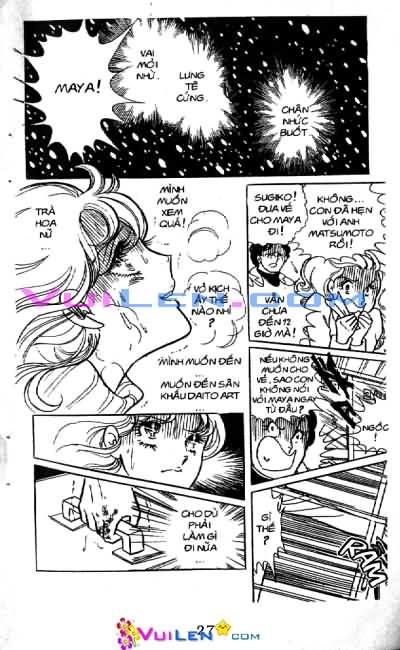 MAYA!
VAI
MỎI
NHỪ.
LƯNG
TÊ
CỨNG.
CHÂN
NHỨC
BUỐT.
TRÀ
HOA
NỮ
MÌNH
MUỐN
XEM
QUÁ!
VỞ KỊCH
ẤY THẾ
NÀO NHỈ
?
MÌNH MUỐN ĐẾN
MUỐN ĐẾN SÂN
KHẤU DAITO ART
SUGIKO!
ĐƯA VÉ
CHO MAYA
ĐI!
KHÔNG...
CON ĐÃ HẸN
VỚI ANH
MATSUMOTO
RỒI!
VẪN
CHƯA
ĐẾN 12
GIỜ MÀ!
VuiLen.com
NẾU KHÔNG
MUỐN CHO
VÉ, SAO CON
KHÔNG NÓI
VỚI MAYA NGAY
TỪ ĐẦU?
NGỐC!
CHO DÙ
PHẢI
LÀM GÌ
ĐI NỮA
GÌ
THẾ
?
RẦM
27
VuiLen.com